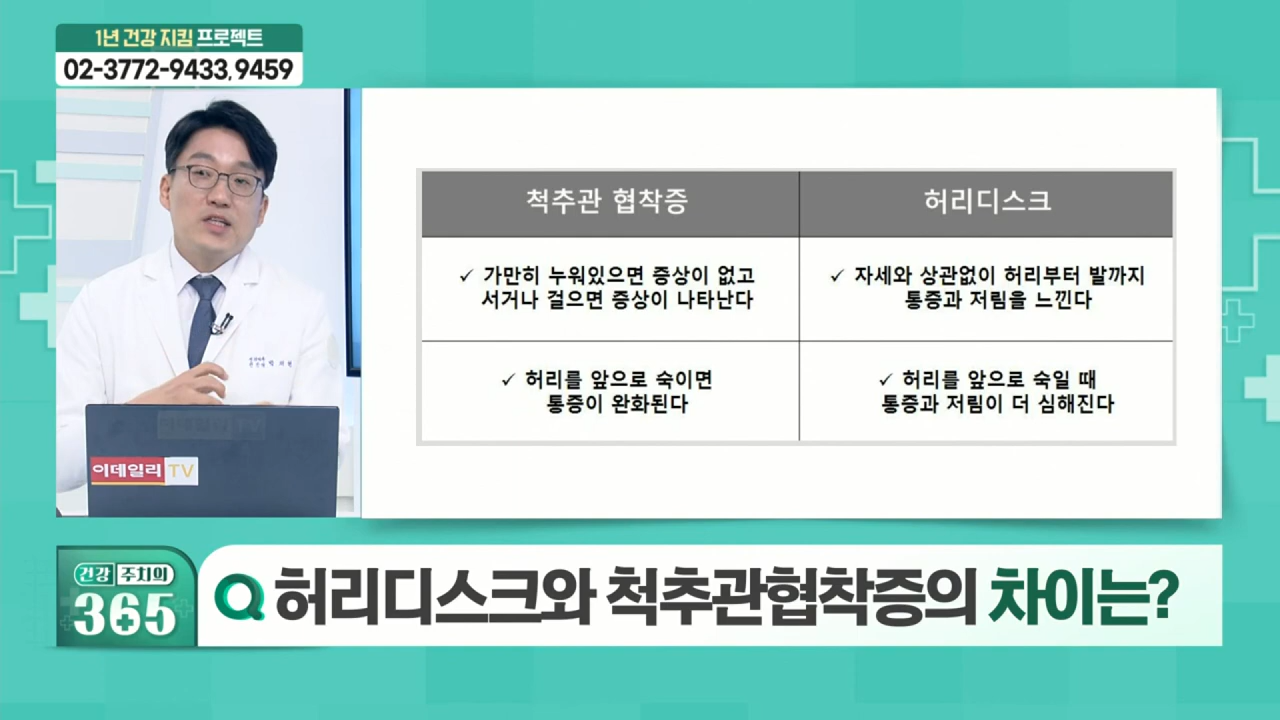 1년 건강 지킴 프로젝트
02-3772-9433, 9459
척추관 협착증
허리디스크
✓ 가만히 누워있으면 증상이 없고
서거나 걸으면 증상이 나타난다
✓ 자세와 상관없이 허리부터 발까지
통증과 저림을 느낀다
✓ 허리를 앞으로 숙이면
통증이 완화된다
✓ 허리를 앞으로 숙일 때
통증과 저림이 더 심해진다
이데일리 TV
건강 주치의
365
Q 허리디스크와 척추관협착증의 차이는?